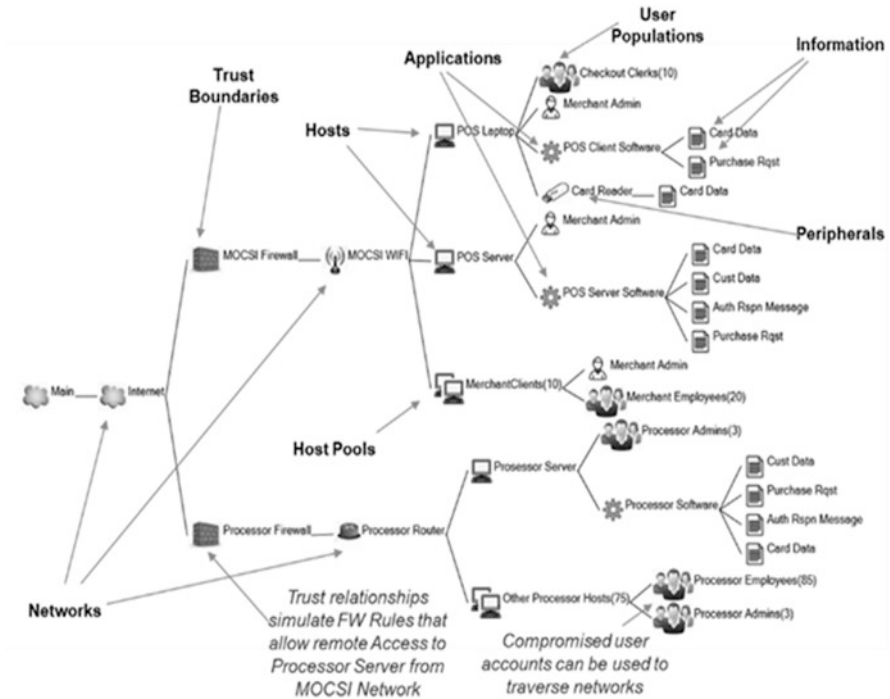 User
Populations
Information
Applications
Trust
Boundaries
Hosts
Checkout Clerks(10)
Merchant Admin
POS Laptop
POS Client Software
Card Data
Purchase Rqst
Card Reader
Card Data
Peripherals
Merchant Admin
MOCSI Firewall
MOCSI WIFI
POS Server
POS Server Software
Card Data
Cust Data
Auth Rspn Message
Purchase Rqst
Main
Internet
MerchantClients(10)
Merchant Admin
Merchant Employees(20)
Host Pools
Processor Admins(3)
Prosessor Server
Processor Software
Cust Data
Purchase Rqst
Auth Rspn Message
Card Data
Processor Firewall
Processor Router
Other Processor Hosts(75)
Processor Employees(85)
Processor Admins(3)
Networks
Trust relationships
simulate FW Rules that
allow remote Access to
Processor Server from
MOCSI Network
Compromised user
accounts can be used to
traverse networks